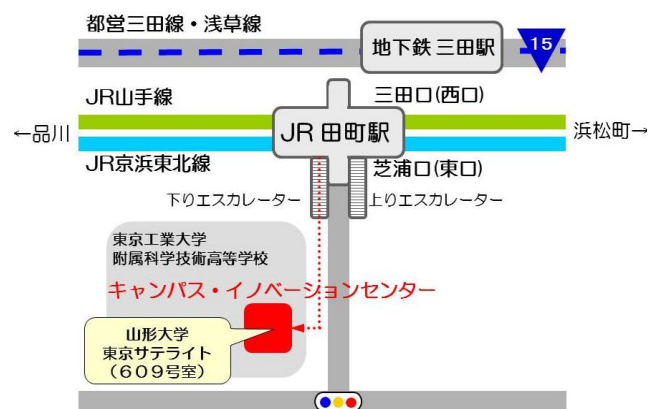 都営三田線・浅草線
地下鉄 三田駅
15
JR山手線
三田口(西口)
←品川
JR 田町駅
浜松町→
JR京浜東北線
芝浦口(東口)
下りエスカレーター
上りエスカレーター
東京工業大学
附属科学技術高等学校
キャンパス・イノベーションセンター
山形大学
東京サテライト
(609号室)